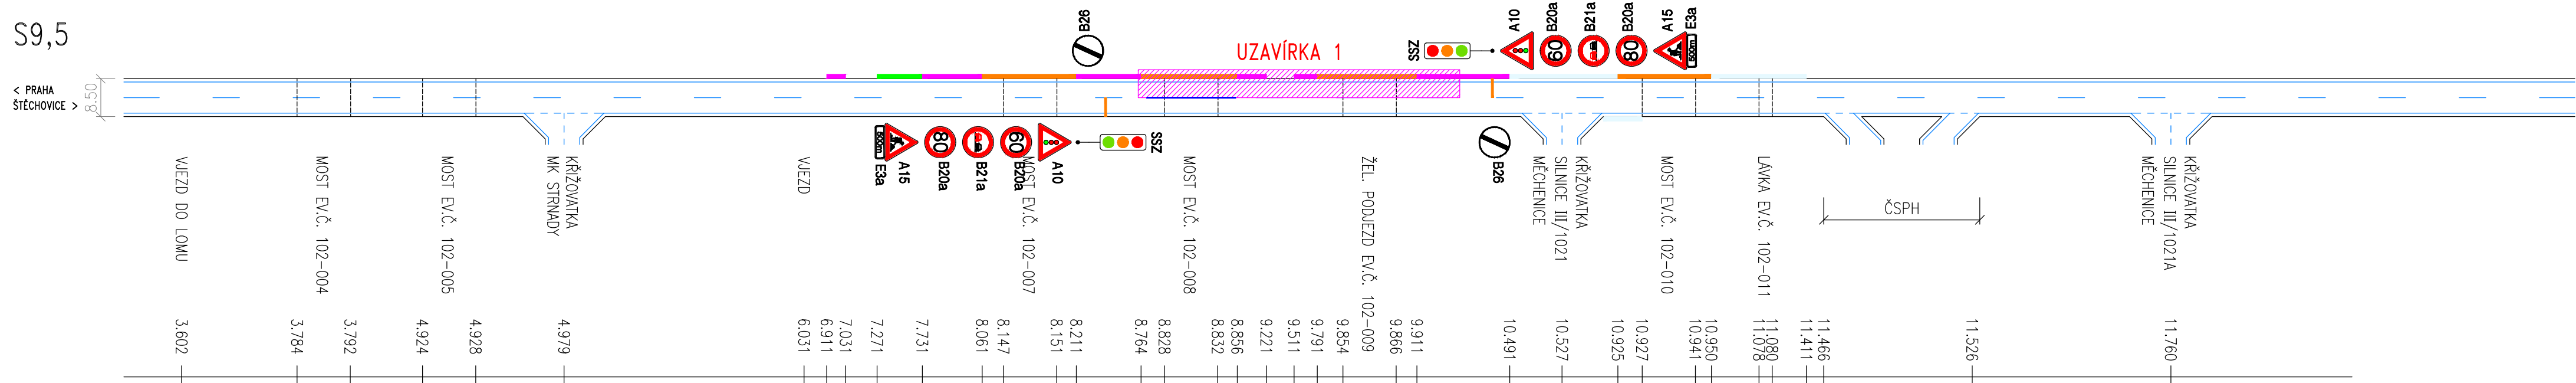 S9,5
< PRAHA
ŠTĚCHOVICE >
8.50
B26
UZAVÍRKA 1
SSZ
A10
B20a
60
B21a
B20a
80
A15
E3a
500m
500m
E3a
A15
80
B20a
B21a
60
B20a
A10
SSZ
B26
VJEZD DO LOMU
MOST EV.Č. 102-004
MOST EV.Č. 102-005
KŘIŽOVATKA
MK STRNADY
VJEZD
MOST EV.Č. 102-007
MOST EV.Č. 102-008
ŽEL. PODJEZD EV.Č. 102-009
KŘIŽOVATKA
SILNICE III/1021
MĚCHENICE
MOST EV.Č. 102-010
LÁVKA EV.Č. 102-011
ČSPH
KŘIŽOVATKA
SILNICE III/1021A
MĚCHENICE
3.602
3.784
3.792
4.924
4.928
4.979
6.031
6.911
7.031
7.271
7.731
8.061
8.147
8.151
8.211
8.764
8.828
8.832
8.856
9.221
9.511
9.791
9.854
9.866
9.911
10.491
10.527
10.925
10.927
10.941
10.950
11.078
11.080
11.411
11.466
11.526
11.760